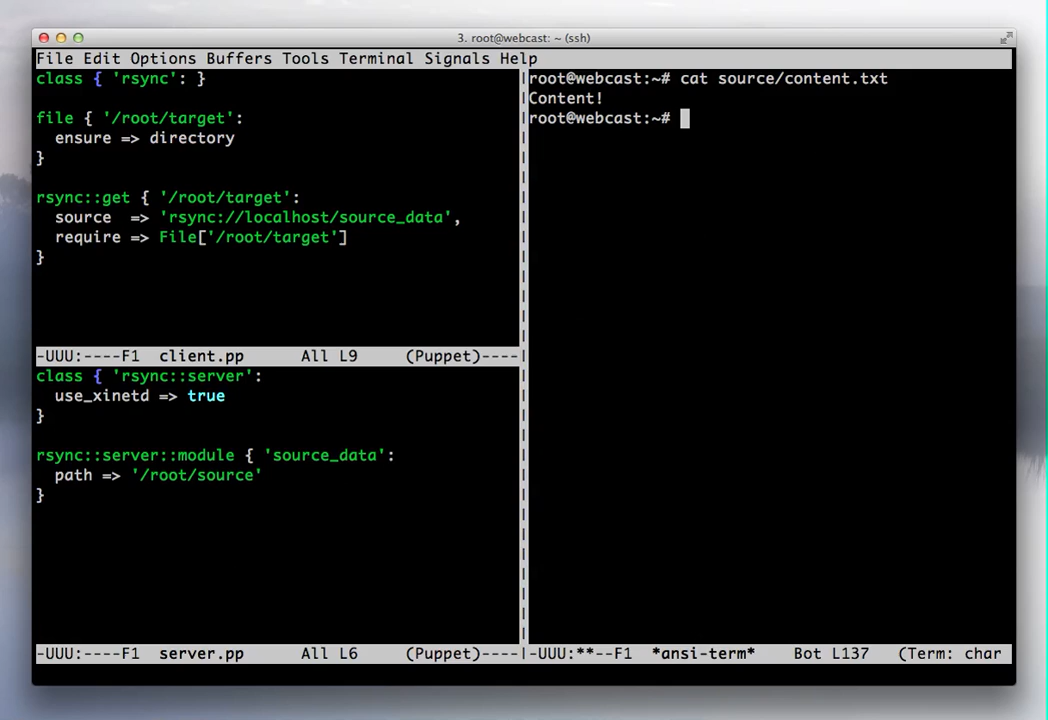 3. root@webcast: ~ (ssh)
File Edit Options Buffers Tools Terminal Signals Help
class { 'rsync': }
file { '/root/target':
  ensure => directory
}
rsync::get { '/root/target':
  source  => 'rsync://localhost/source_data',
  require => File['/root/target']
}
-UUU:----F1  client.pp      All L9     (Puppet)----
class { 'rsync::server':
  use_xinetd => true
}
rsync::server::module { 'source_data':
  path => '/root/source'
}
-UUU:----F1  server.pp      All L6     (Puppet)----
root@webcast:~# cat source/content.txt
Content!
root@webcast:~#
-UUU:**--F1  *ansi-term*    Bot L137   (Term: char